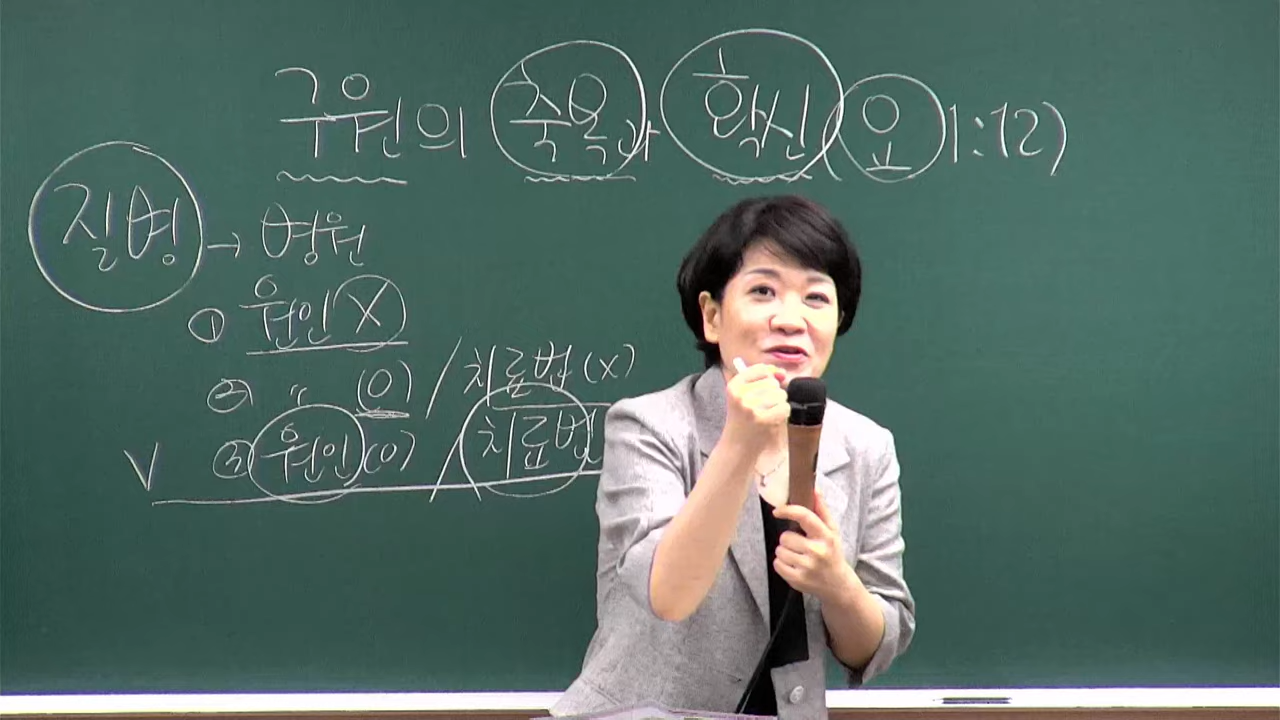 구원의 축복과 확신(요 1:12)
질병 → 병원
① 원인 X
② 〃 (O) / 치료법 (X)
V ③ 원인 (O) / 치료법